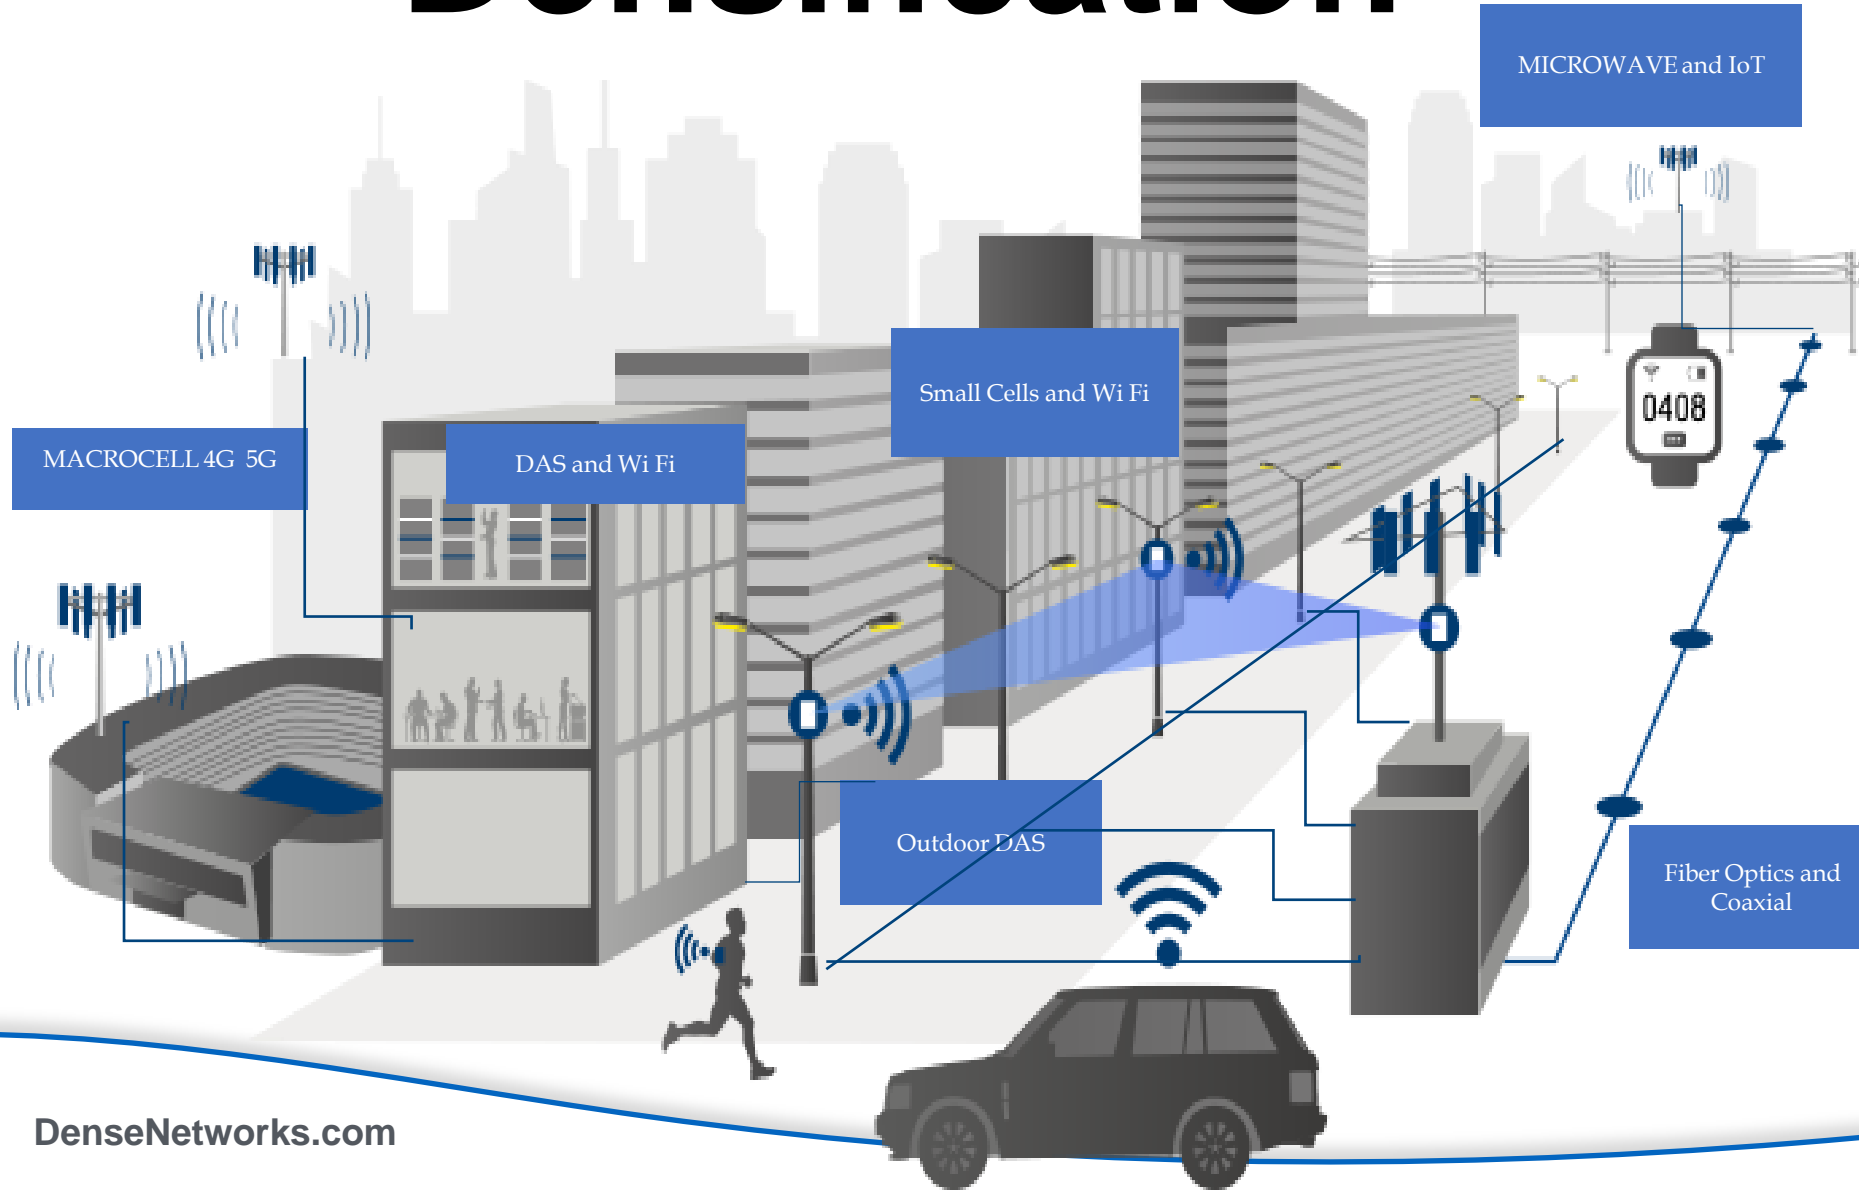 Densification
MICROWAVE and IoT
Small Cells and Wi Fi
MACROCELL 4G 5G
DAS and Wi Fi
0408
Outdoor DAS
Fiber Optics and
Coaxial
DenseNetworks.com